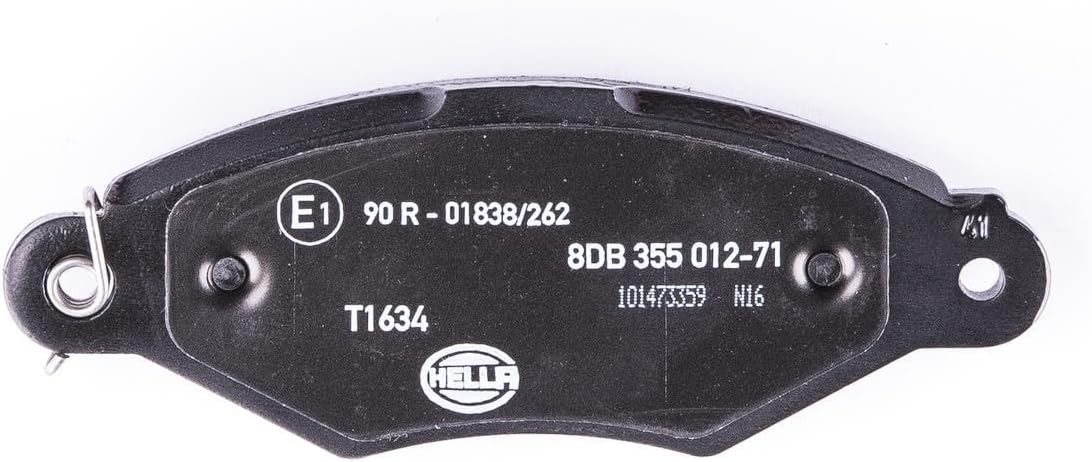 E1 90 R - 01838/262
8DB 355 012-71
101473359 N16
T1634
HELLA